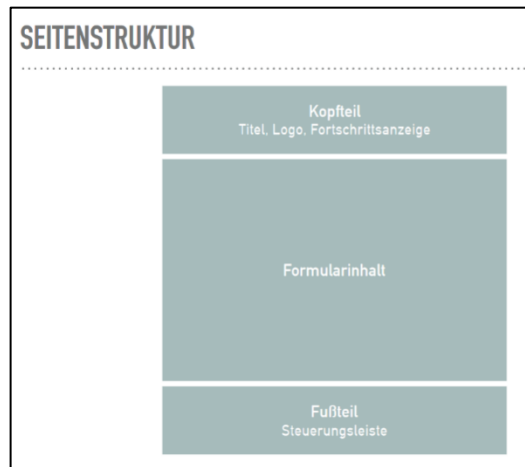 SEITENSTRUKTUR
Kopfteil
Titel, Logo, Fortschrittsanzeige
Formularinhalt
Fußteil
Steuerungsleiste